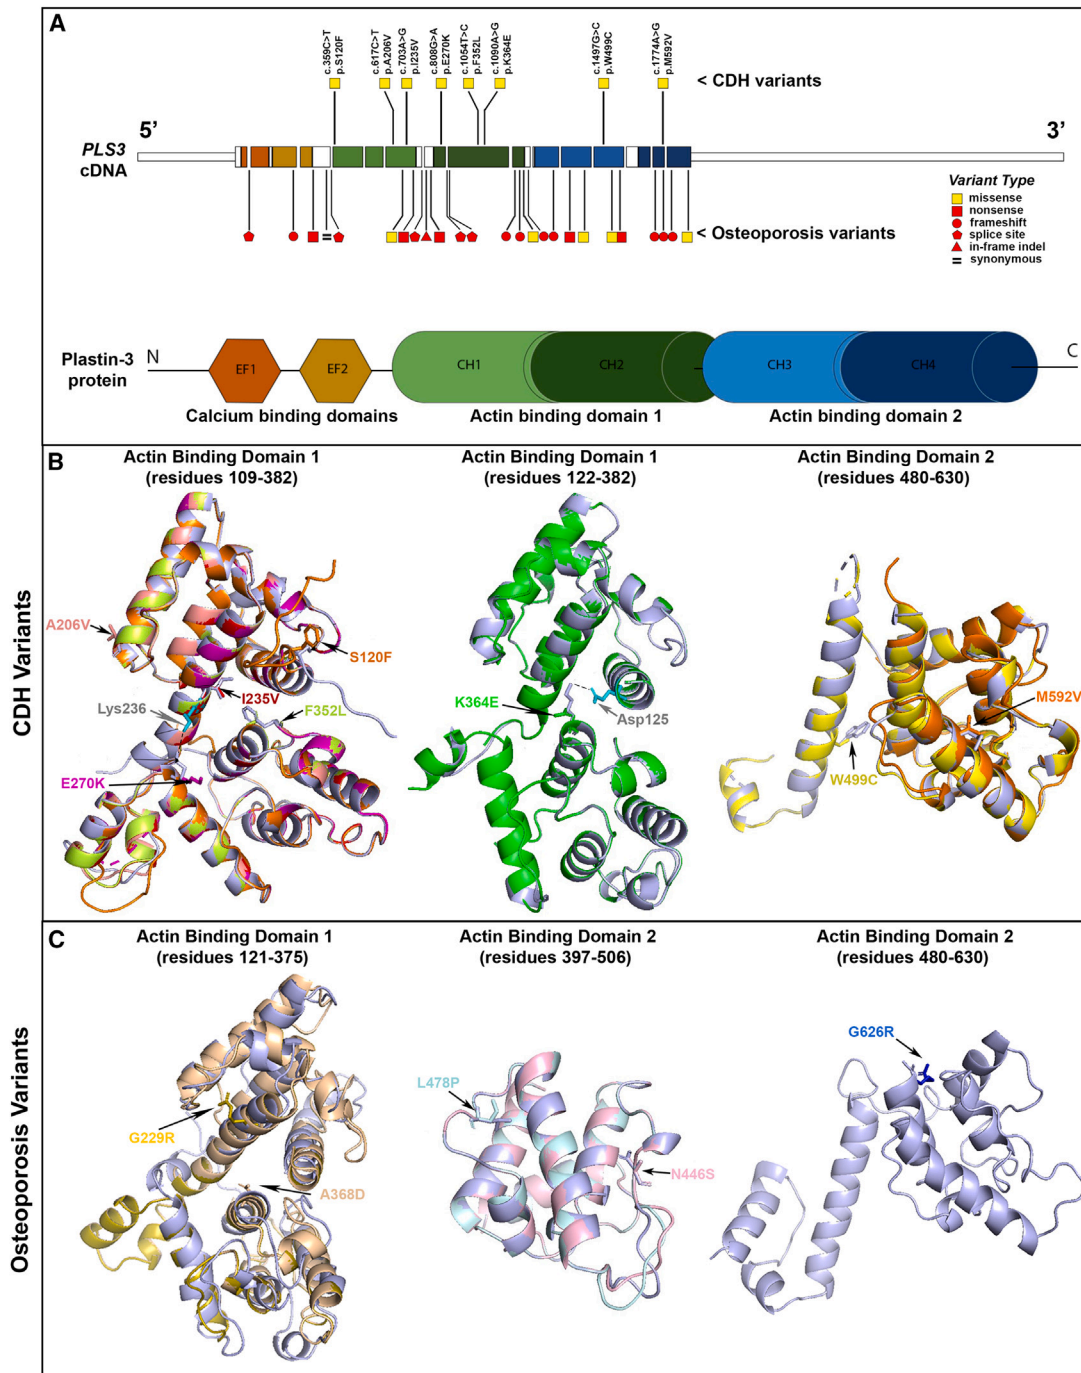 A
c.359C>T
p.S120F
c.617C>T
p.A206V
c.703A>G
p.I235V
c.808G>A
p.E270K
c.1054T>C
p.F352L
c.1090A>G
p.K364E
c.1497G>C
p.W499C
c.1774A>G
p.M592V
< CDH variants
5’
3’
PLS3
cDNA
Variant Type
missense
nonsense
frameshift
splice site
in-frame indel
synonymous
< Osteoporosis variants
Plastin-3
protein
N
EF1
EF2
CH1
CH2
CH3
CH4
C
Calcium binding domains
Actin binding domain 1
Actin binding domain 2
CDH Variants
B
Actin Binding Domain 1
(residues 109-382)
A206V
S120F
I235V
Lys236
F352L
E270K
Actin Binding Domain 1
(residues 122-382)
K364E
Asp125
Actin Binding Domain 2
(residues 480-630)
M592V
W499C
Osteoporosis Variants
C
Actin Binding Domain 1
(residues 121-375)
G229R
A368D
Actin Binding Domain 2
(residues 397-506)
L478P
N446S
Actin Binding Domain 2
(residues 480-630)
G626R